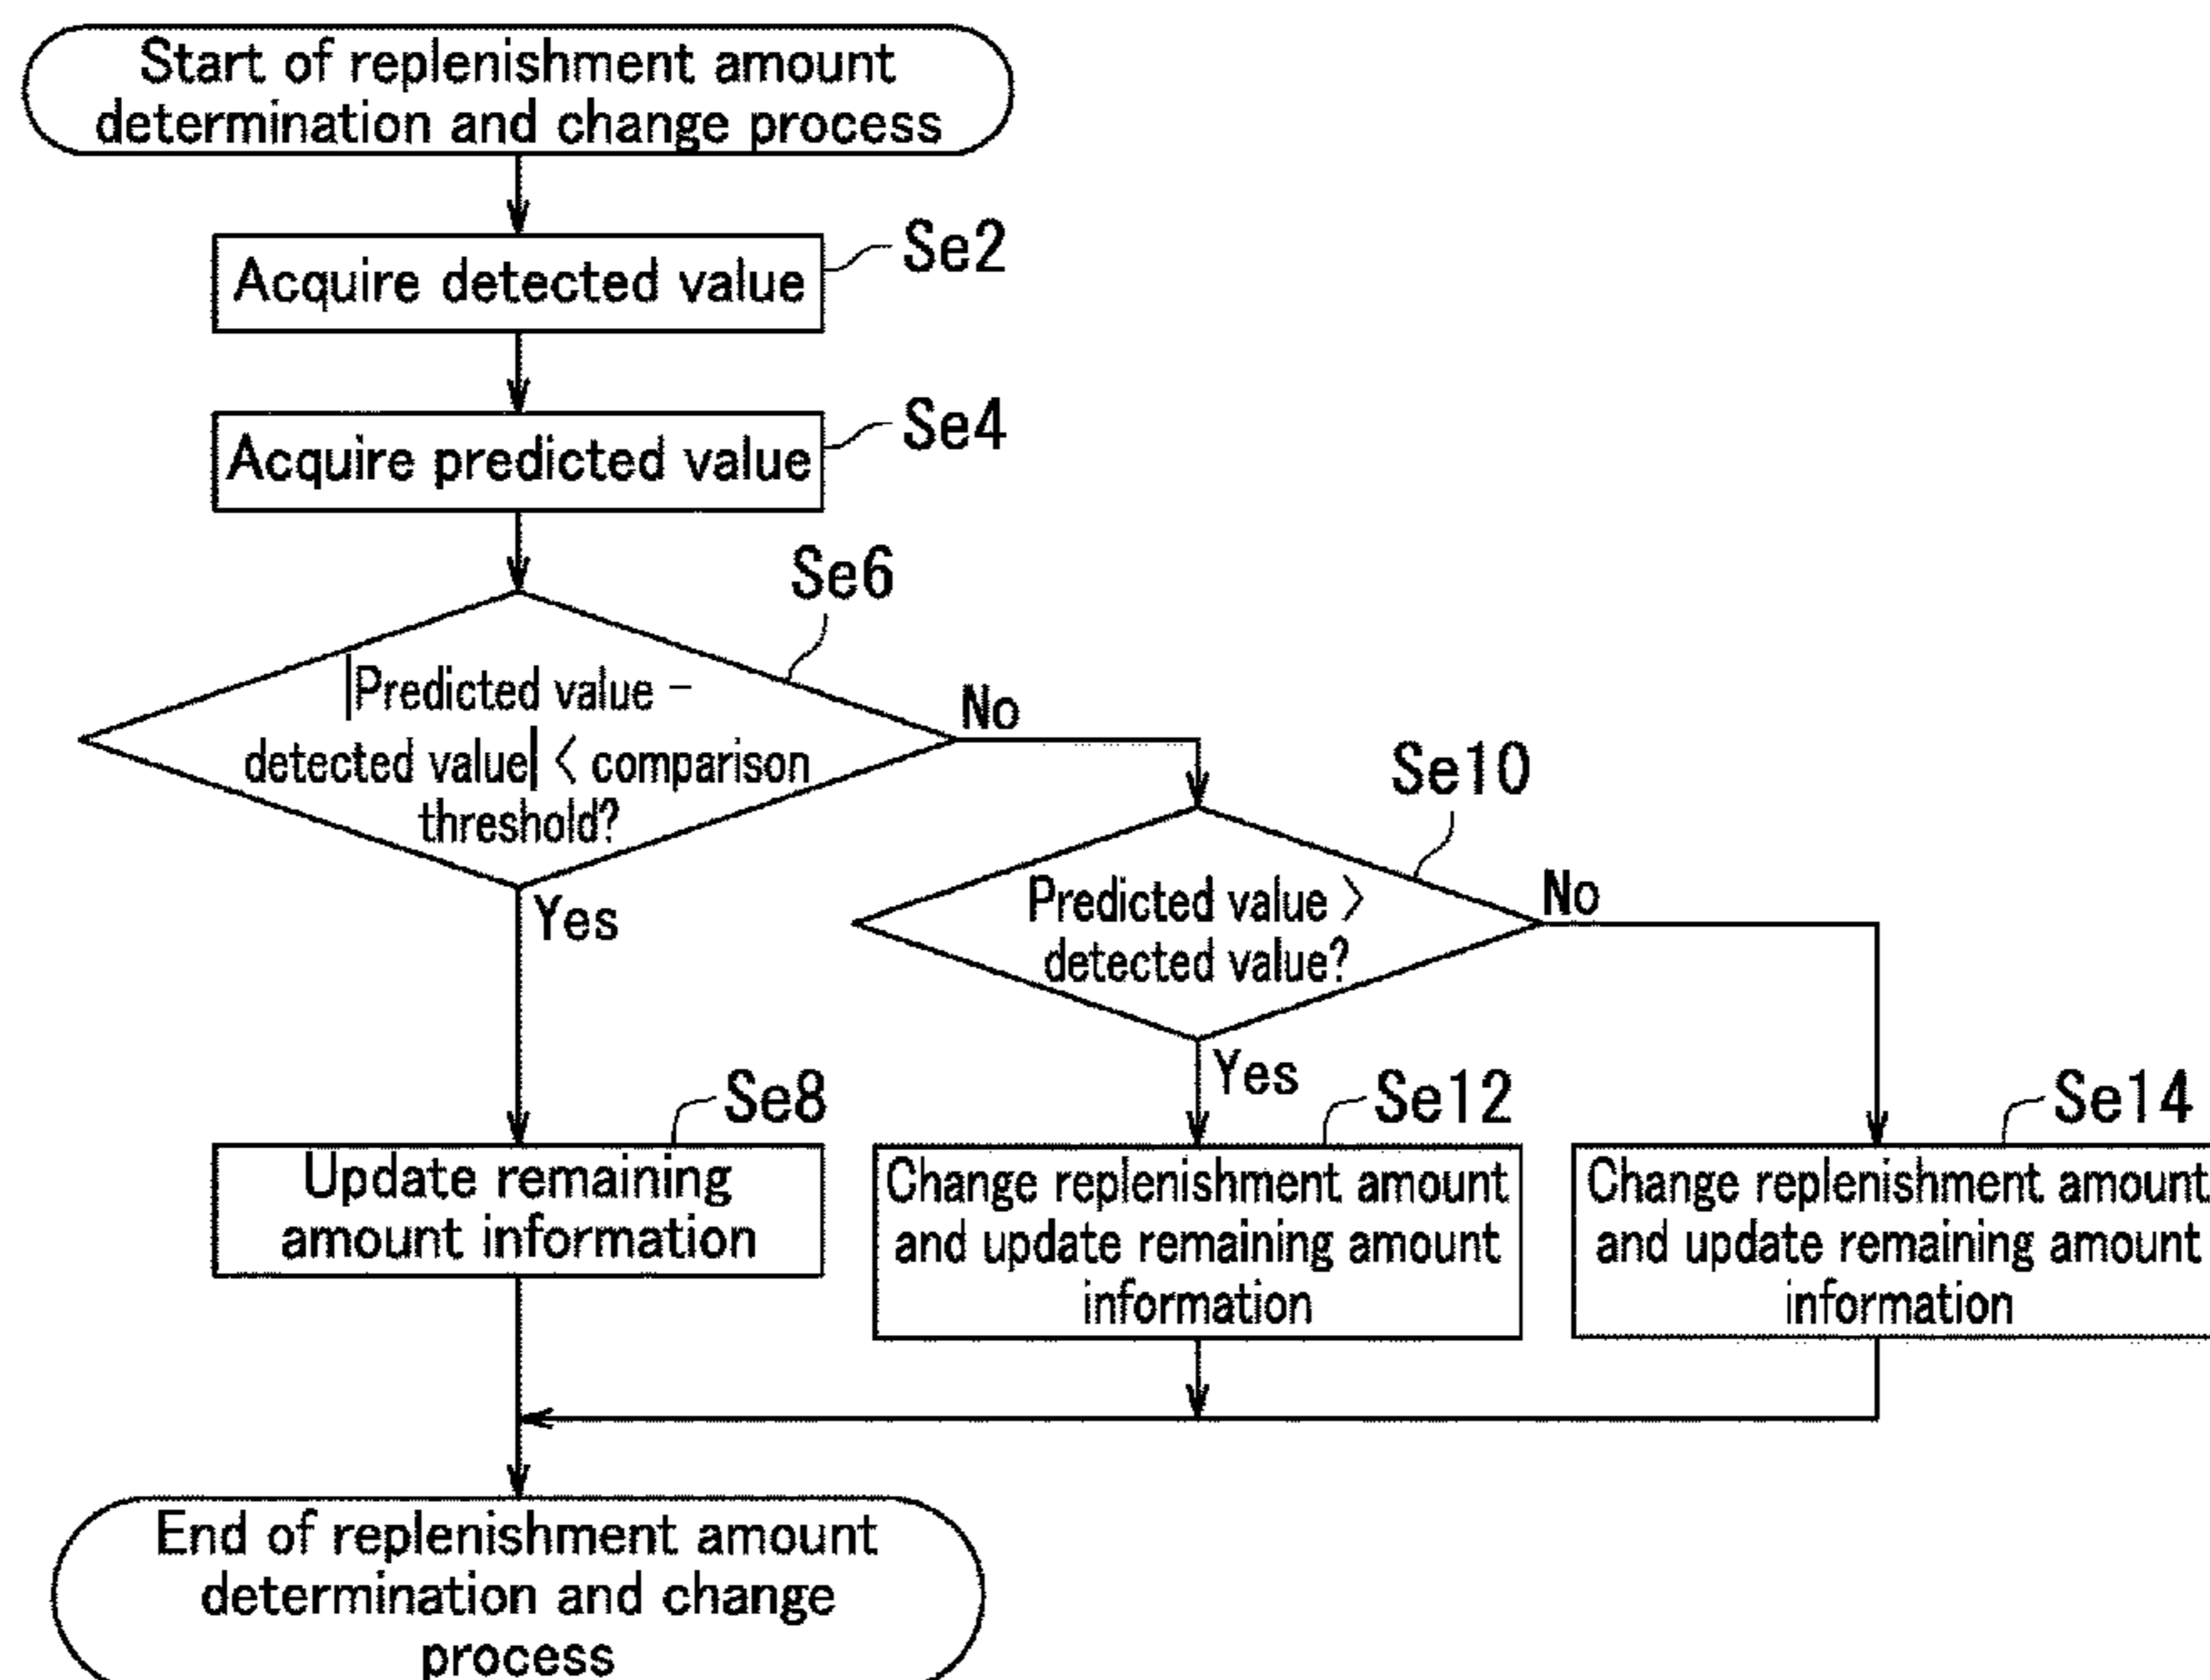 Start of replenishment amount
determination and change process
Se2
Acquire detected value
Se4
Acquire predicted value
Se6
|Predicted value −
detected value| < comparison
threshold?
No
Yes
Se10
Predicted value >
detected value?
No
Yes
Se8
Update remaining
amount information
Se12
Change replenishment amount
and update remaining amount
information
Se14
Change replenishment amount
and update remaining amount
information
End of replenishment amount
determination and change
process